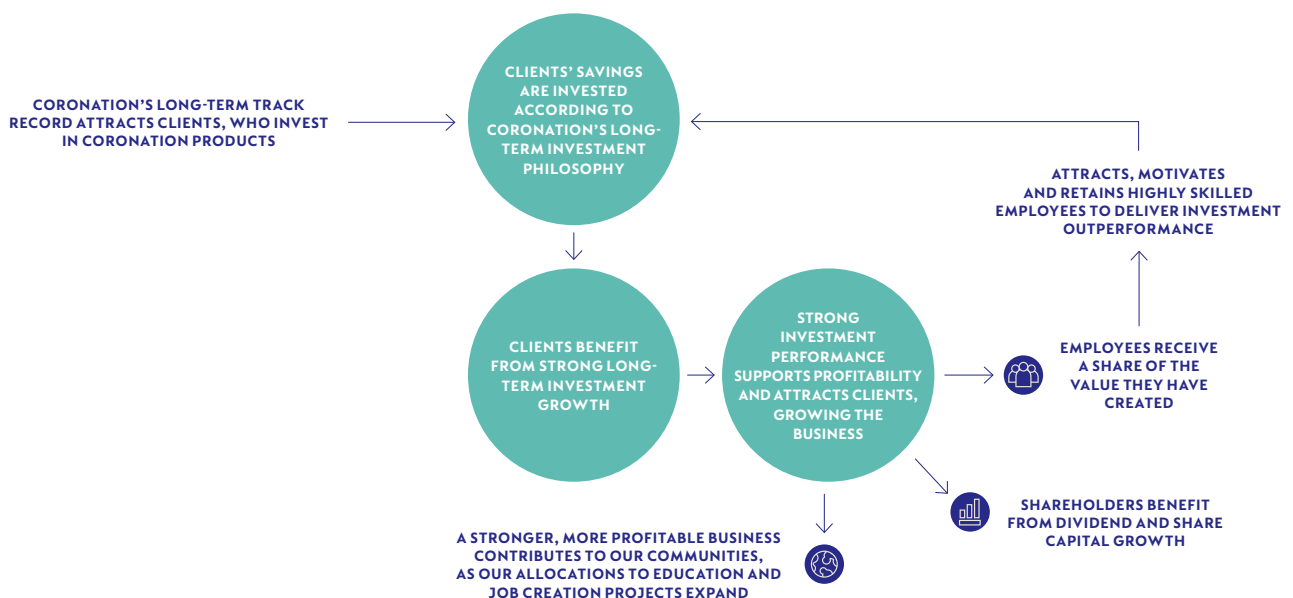 CORONATION'S LONG-TERM TRACK
RECORD ATTRACTS CLIENTS, WHO INVEST
IN CORONATION PRODUCTS
CLIENTS' SAVINGS
ARE INVESTED
ACCORDING TO
CORONATION'S LONG-
TERM INVESTMENT
PHILOSOPHY
CLIENTS BENEFIT
FROM STRONG LONG-
TERM INVESTMENT
GROWTH
STRONG
INVESTMENT
PERFORMANCE
SUPPORTS PROFITABILITY
AND ATTRACTS CLIENTS,
GROWING THE
BUSINESS
EMPLOYEES RECEIVE
A SHARE OF THE
VALUE THEY HAVE
CREATED
ATTRACTS, MOTIVATES
AND RETAINS HIGHLY SKILLED
EMPLOYEES TO DELIVER INVESTMENT
OUTPERFORMANCE
SHAREHOLDERS BENEFIT
FROM DIVIDEND AND SHARE
CAPITAL GROWTH
A STRONGER, MORE PROFITABLE BUSINESS
CONTRIBUTES TO OUR COMMUNITIES,
AS OUR ALLOCATIONS TO EDUCATION AND
JOB CREATION PROJECTS EXPAND